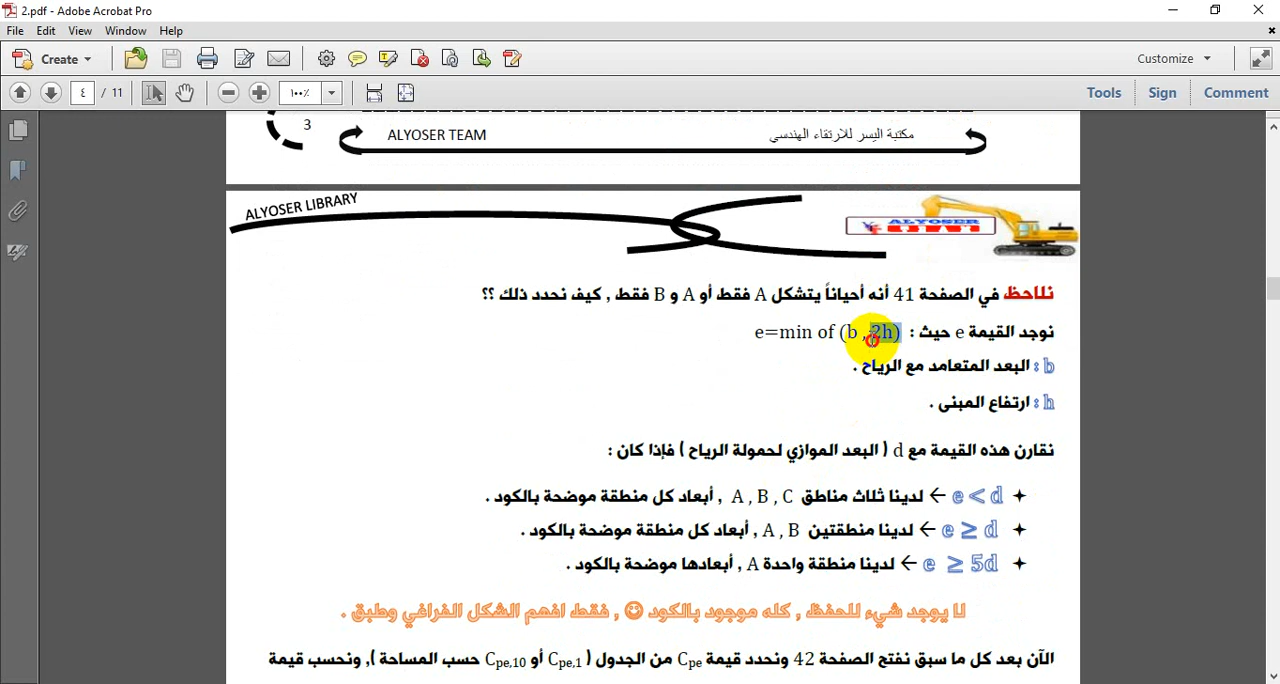 2.pdf - Adobe Acrobat Pro
File Edit View Window Help
Create
Customize
٤ / 11
١٠٠٪
Tools Sign Comment
3
ALYOSER TEAM
مكتبة اليسر للارتقاء الهندسي
ALYOSER LIBRARY
ALYOSER
نلاحظ في الصفحة 41 أنه أحياناً يتشكل A فقط أو A و B فقط , كيف نحدد ذلك ؟؟
نوجد القيمة e حيث : e=min of (b , 2h)
b : البعد المتعامد مع الرياح .
h : ارتفاع المبنى .
نقارن هذه القيمة مع d ( البعد الموازي لحمولة الرياح ) فإذا كان :
e < d ← لدينا ثلاث مناطق A , B , C , أبعاد كل منطقة موضحة بالكود .
e ≥ d ← لدينا منطقتين A , B , أبعاد كل منطقة موضحة بالكود .
e ≥ 5d ← لدينا منطقة واحدة A , أبعادها موضحة بالكود .
لا يوجد شيء للحفظ , كله موجود بالكود ☺ , فقط افهم الشكل الفراغي وطبق .
الآن بعد كل ما سبق نفتح الصفحة 42 ونحدد قيمة Cpe من الجدول ( Cpe,1 أو Cpe,10 حسب المساحة ), ونحسب قيمة